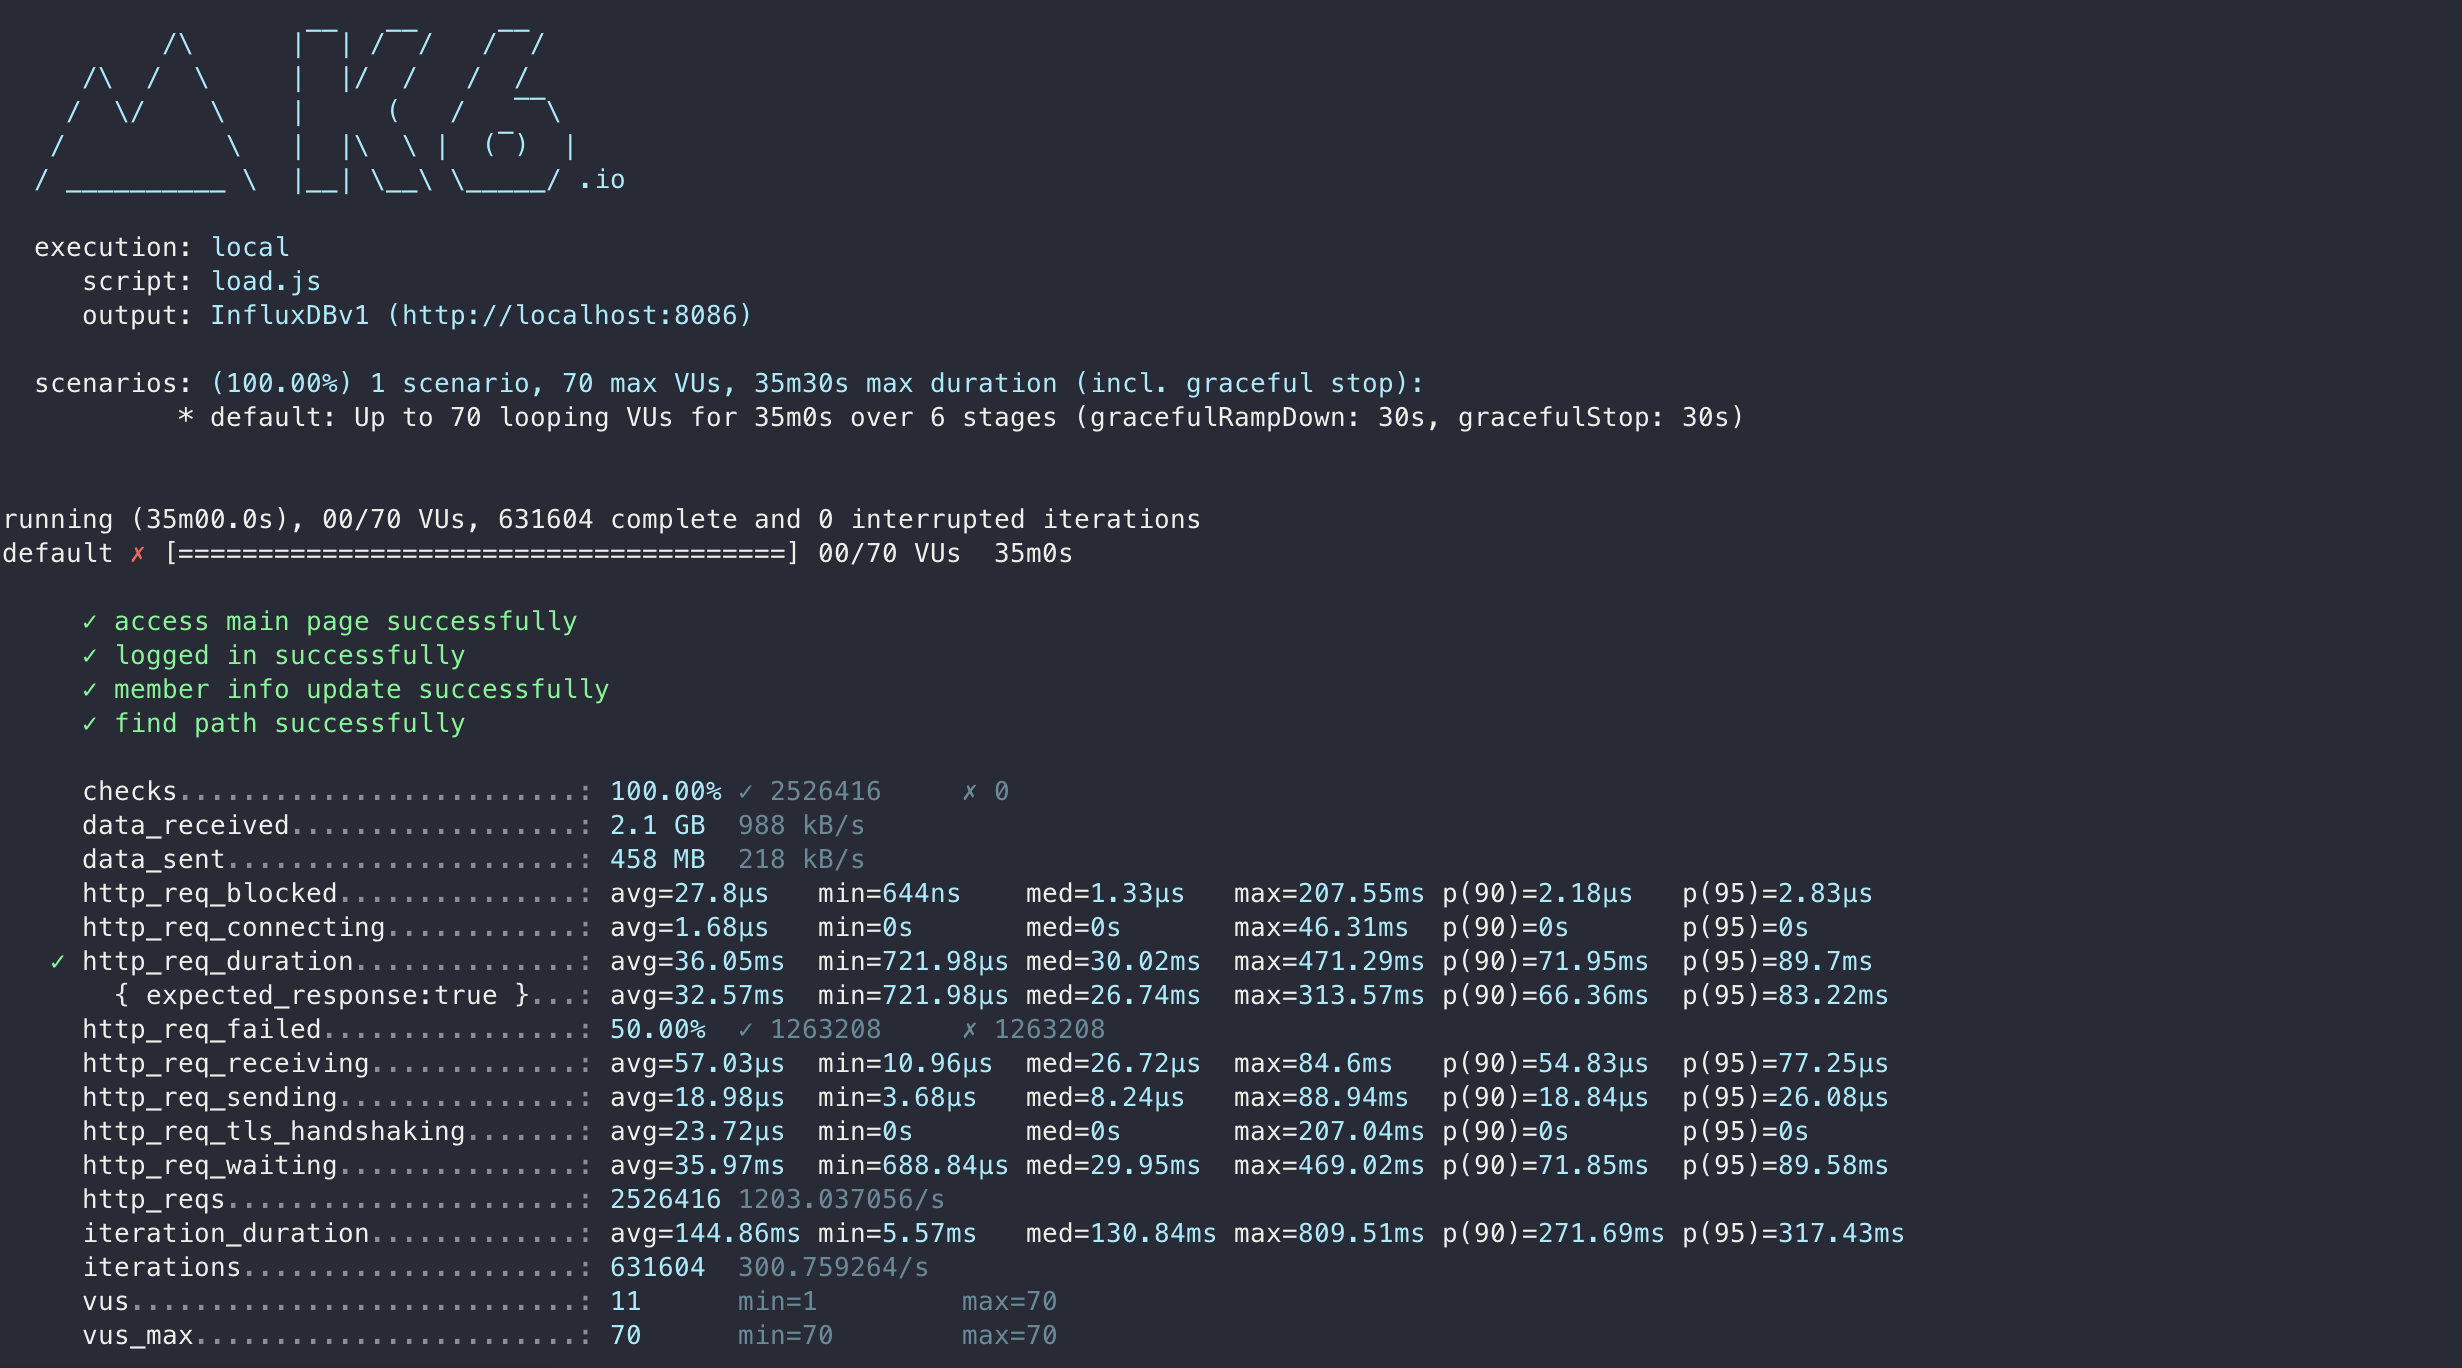 /\      |‾‾| /‾‾/   /‾‾/
     /\  /  \     |  |/  /   /  /
    /  \/    \    |     (   /   ‾‾\
   /          \   |  |\  \ |  (‾)  |
  / __________ \  |__| \__\ \_____/ .io

  execution: local
     script: load.js
     output: InfluxDBv1 (http://localhost:8086)

  scenarios: (100.00%) 1 scenario, 70 max VUs, 35m30s max duration (incl. graceful stop):
           * default: Up to 70 looping VUs for 35m0s over 6 stages (gracefulRampDown: 30s, gracefulStop: 30s)

running (35m00.0s), 00/70 VUs, 631604 complete and 0 interrupted iterations
default ✗ [======================================] 00/70 VUs  35m0s

     ✓ access main page successfully
     ✓ logged in successfully
     ✓ member info update successfully
     ✓ find path successfully

     checks.........................: 100.00% ✓ 2526416     ✗ 0
     data_received..................: 2.1 GB  988 kB/s
     data_sent......................: 458 MB  218 kB/s
     http_req_blocked...............: avg=27.8µs   min=644ns    med=1.33µs   max=207.55ms p(90)=2.18µs   p(95)=2.83µs
     http_req_connecting............: avg=1.68µs   min=0s       med=0s       max=46.31ms  p(90)=0s       p(95)=0s
   ✓ http_req_duration..............: avg=36.05ms  min=721.98µs med=30.02ms  max=471.29ms p(90)=71.95ms  p(95)=89.7ms
       { expected_response:true }...: avg=32.57ms  min=721.98µs med=26.74ms  max=313.57ms p(90)=66.36ms  p(95)=83.22ms
     http_req_failed................: 50.00%  ✓ 1263208     ✗ 1263208
     http_req_receiving.............: avg=57.03µs  min=10.96µs  med=26.72µs  max=84.6ms   p(90)=54.83µs  p(95)=77.25µs
     http_req_sending...............: avg=18.98µs  min=3.68µs   med=8.24µs   max=88.94ms  p(90)=18.84µs  p(95)=26.08µs
     http_req_tls_handshaking.......: avg=23.72µs  min=0s       med=0s       max=207.04ms p(90)=0s       p(95)=0s
     http_req_waiting...............: avg=35.97ms  min=688.84µs med=29.95ms  max=469.02ms p(90)=71.85ms  p(95)=89.58ms
     http_reqs......................: 2526416 1203.037056/s
     iteration_duration.............: avg=144.86ms min=5.57ms   med=130.84ms max=809.51ms p(90)=271.69ms p(95)=317.43ms
     iterations.....................: 631604  300.759264/s
     vus............................: 11      min=1         max=70
     vus_max........................: 70      min=70        max=70